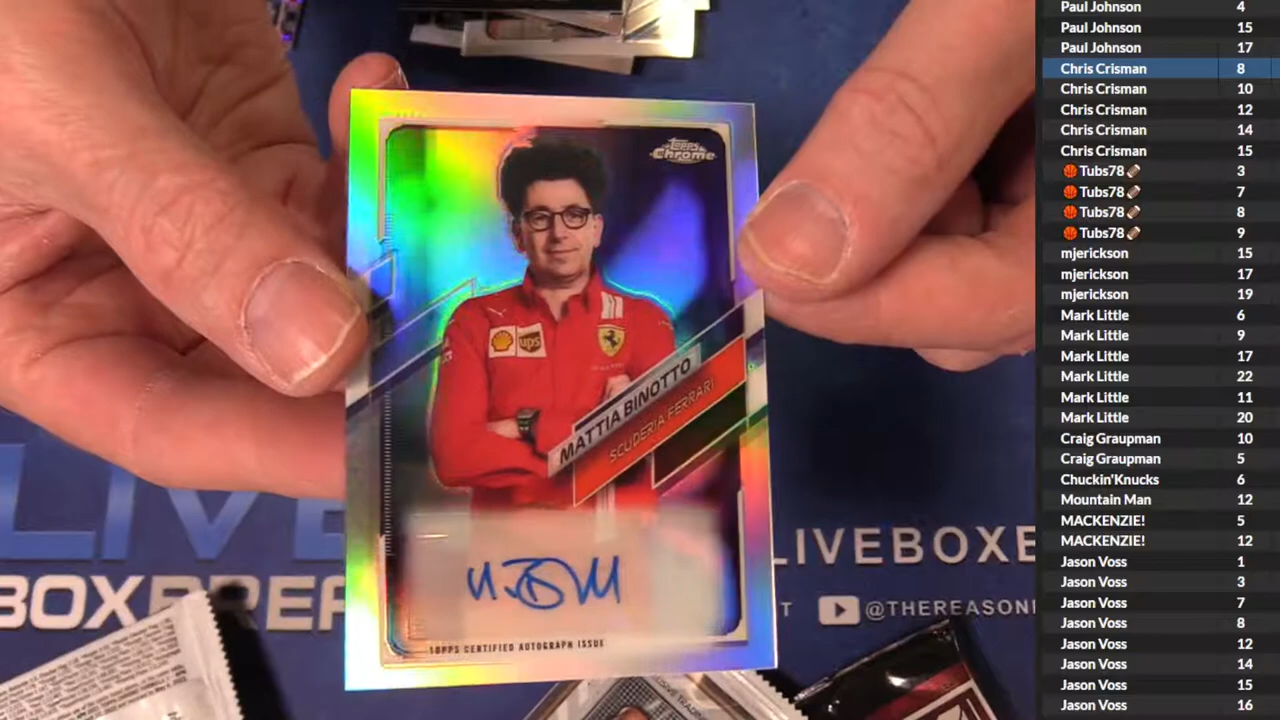 Topps
Chrome
ups
MATTIA BINOTTO
SCUDERIA FERRARI
TOPPS CERTIFIED AUTOGRAPH ISSUE
LIVE
BOXBRE
LIVEBOXE
@THEREASON
Paul Johnson 4
Paul Johnson 15
Paul Johnson 17
Chris Crisman 8
Chris Crisman 10
Chris Crisman 12
Chris Crisman 14
Chris Crisman 15
🏀Tubs78🏈 3
🏀Tubs78🏈 7
🏀Tubs78🏈 8
🏀Tubs78🏈 9
mjerickson 15
mjerickson 17
mjerickson 19
Mark Little 6
Mark Little 9
Mark Little 17
Mark Little 22
Mark Little 11
Mark Little 20
Craig Graupman 10
Craig Graupman 5
Chuckin'Knucks 6
Mountain Man 12
MACKENZIE! 5
MACKENZIE! 12
Jason Voss 1
Jason Voss 3
Jason Voss 7
Jason Voss 8
Jason Voss 12
Jason Voss 14
Jason Voss 15
Jason Voss 16